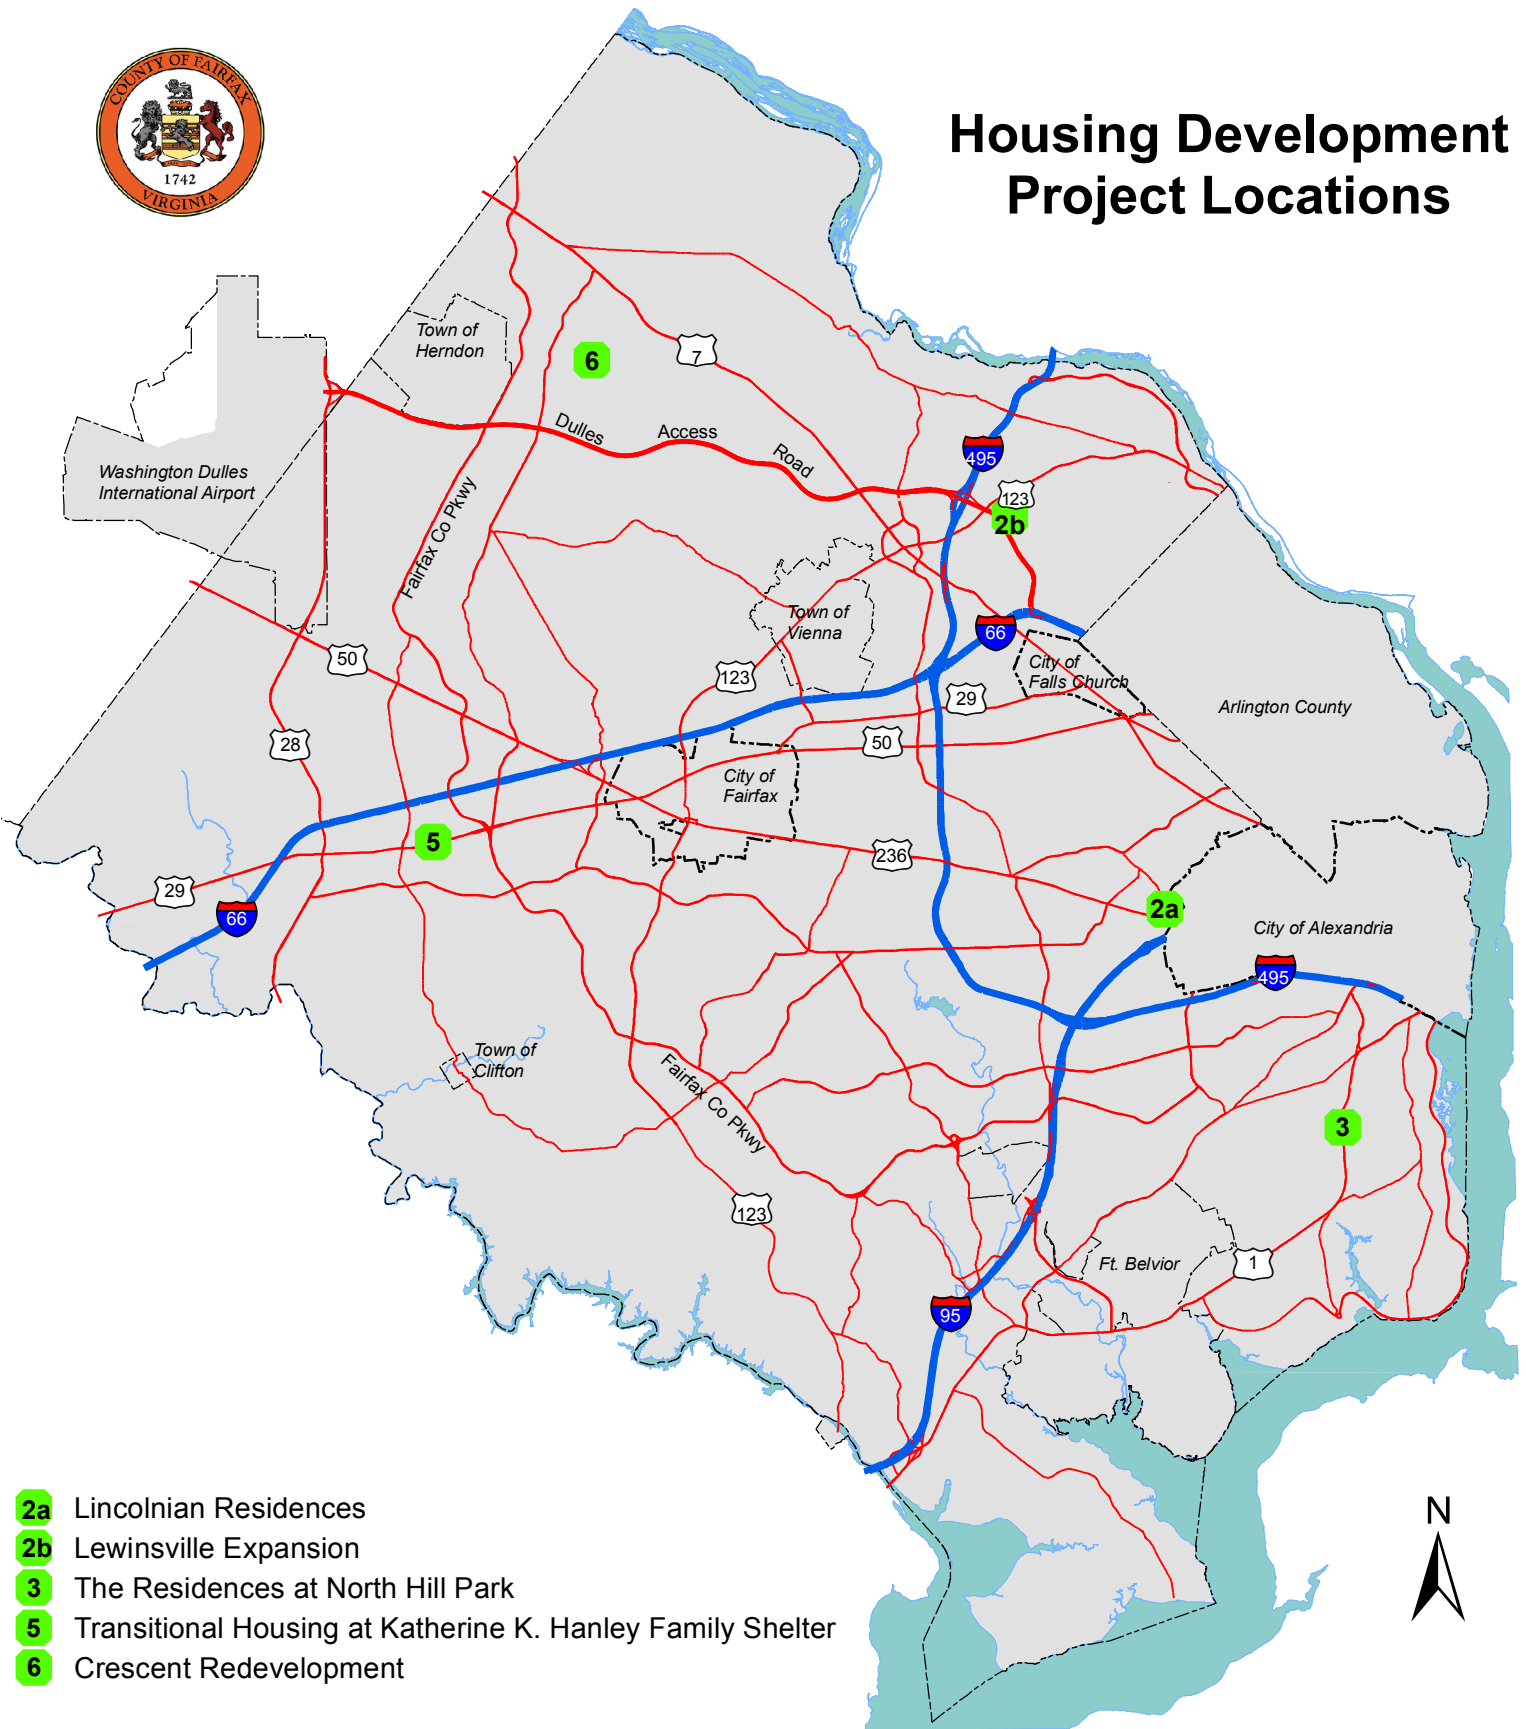 COUNTY OF FAIRFAX
1742
VIRGINIA
Housing Development
Project Locations
Town of
Herndon
6
7
Dulles
Access
Road
495
123
2b
Washington Dulles
International Airport
Fairfax Co Pkwy
Town of
Vienna
66
50
123
City of
Falls Church
29
Arlington County
28
50
City of
Fairfax
5
236
29
66
2a
City of Alexandria
495
Town of
Clifton
Fairfax Co Pkwy
3
123
Ft. Belvior
1
95
2a Lincolnian Residences
2b Lewinsville Expansion
3 The Residences at North Hill Park
5 Transitional Housing at Katherine K. Hanley Family Shelter
6 Crescent Redevelopment
N